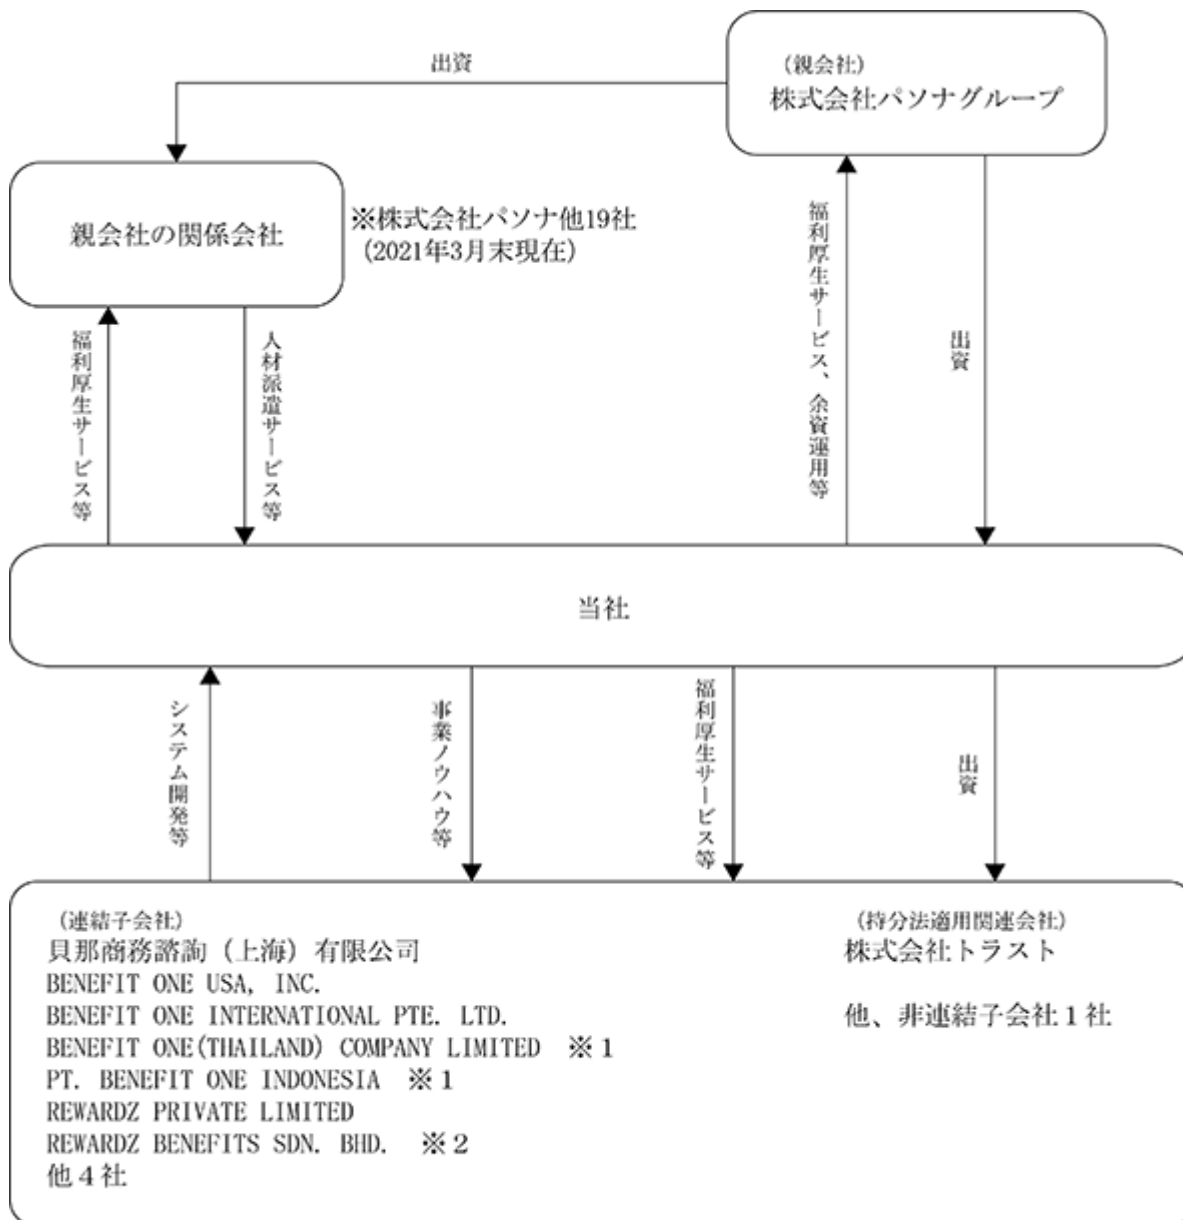 出資
（親会社）
株式会社パソナグループ
親会社の関係会社
※株式会社パソナ他19社
（2021年3月末現在）
福利厚生サービス等
人材派遣サービス等
福利厚生サービス、余資運用等
出資
当社
システム開発等
事業ノウハウ等
福利厚生サービス等
出資
（連結子会社）
貝那商務諮詢（上海）有限公司
BENEFIT ONE USA, INC.
BENEFIT ONE INTERNATIONAL PTE. LTD.
BENEFIT ONE(THAILAND) COMPANY LIMITED ※１
PT. BENEFIT ONE INDONESIA ※１
REWARDZ PRIVATE LIMITED
REWARDZ BENEFITS SDN. BHD. ※２
他４社
（持分法適用関連会社）
株式会社トラスト
他、非連結子会社１社